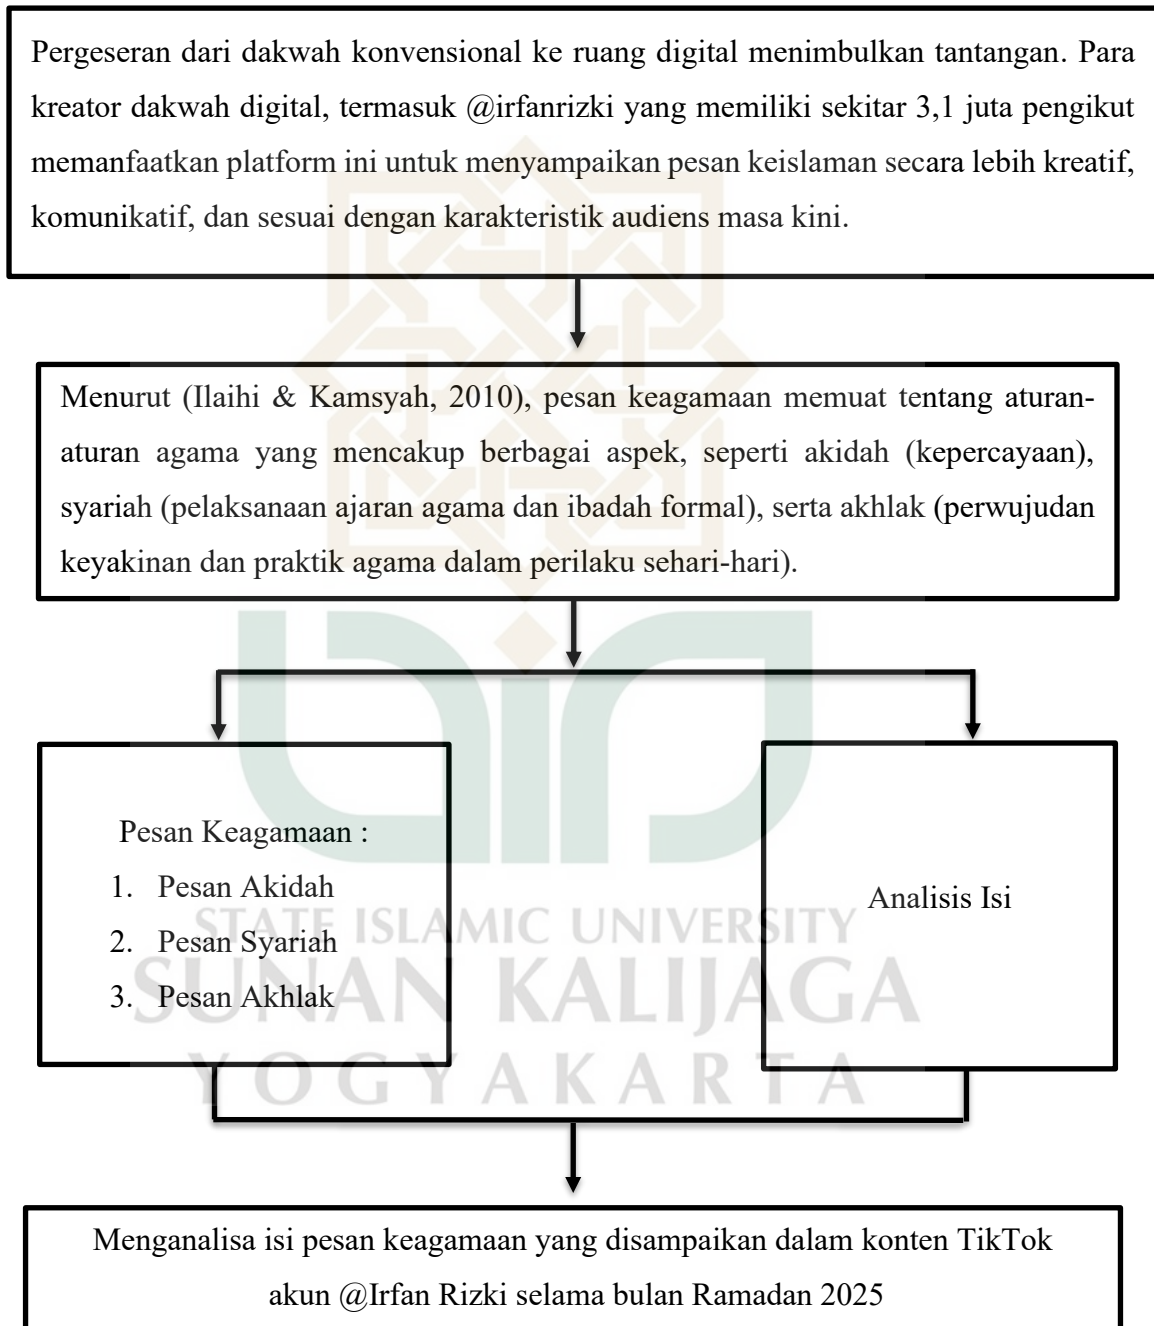 Pergeseran dari dakwah konvensional ke ruang digital menimbulkan tantangan. Para
kreator dakwah digital, termasuk @irfanrizki yang memiliki sekitar 3,1 juta pengikut
memanfaatkan platform ini untuk menyampaikan pesan keislaman secara lebih kreatif,
komunikatif, dan sesuai dengan karakteristik audiens masa kini.
Menurut (Ilaihi & Kamsyah, 2010), pesan keagamaan memuat tentang aturan-
aturan agama yang mencakup berbagai aspek, seperti akidah (kepercayaan),
syariah (pelaksanaan ajaran agama dan ibadah formal), serta akhlak (perwujudan
keyakinan dan praktik agama dalam perilaku sehari-hari).
Pesan Keagamaan :
1. Pesan Akidah
2. Pesan Syariah
3. Pesan Akhlak
Analisis Isi
STATE ISLAMIC UNIVERSITY
SUNAN KALIJAGA
YOGYAKARTA
Menganalisa isi pesan keagamaan yang disampaikan dalam konten TikTok
akun @Irfan Rizki selama bulan Ramadan 2025